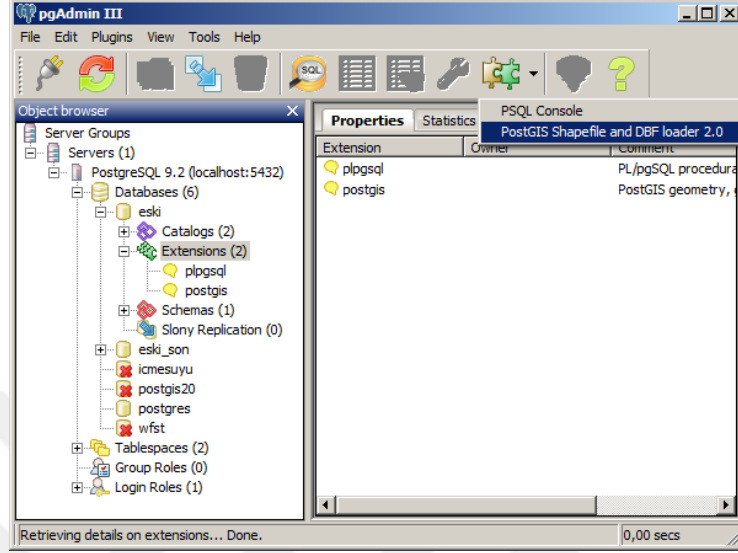 pgAdmin III
File Edit Plugins View Tools Help
SQL
PSQL Console
PostGIS Shapefile and DBF loader 2.0
Object browser
Server Groups
Servers (1)
PostgreSQL 9.2 (localhost:5432)
Databases (6)
eski
Catalogs (2)
Extensions (2)
plpgsql
postgis
Schemas (1)
Slony Replication (0)
eski_son
icmesuyu
postgis20
postgres
wfst
Tablespaces (2)
Group Roles (0)
Login Roles (1)
Properties Statistics
Extension Owner Comment
plpgsql PL/pgSQL procedura
postgis PostGIS geometry,
Retrieving details on extensions... Done. 0,00 secs